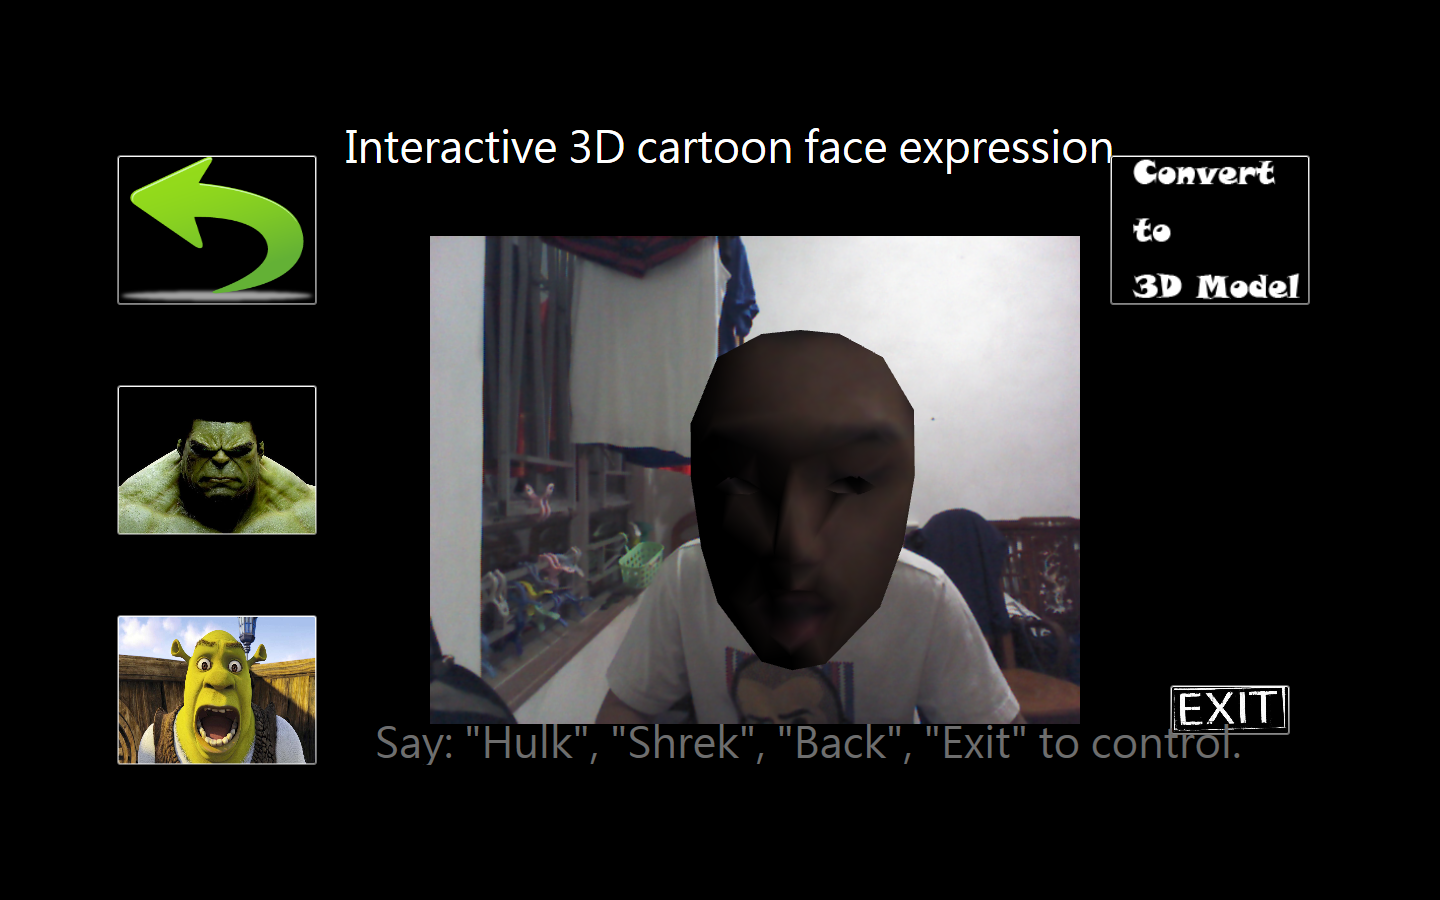 Interactive 3D cartoon face expression
Convert
to
3D Model
EXIT
Say: "Hulk", "Shrek", "Back", "Exit" to control.